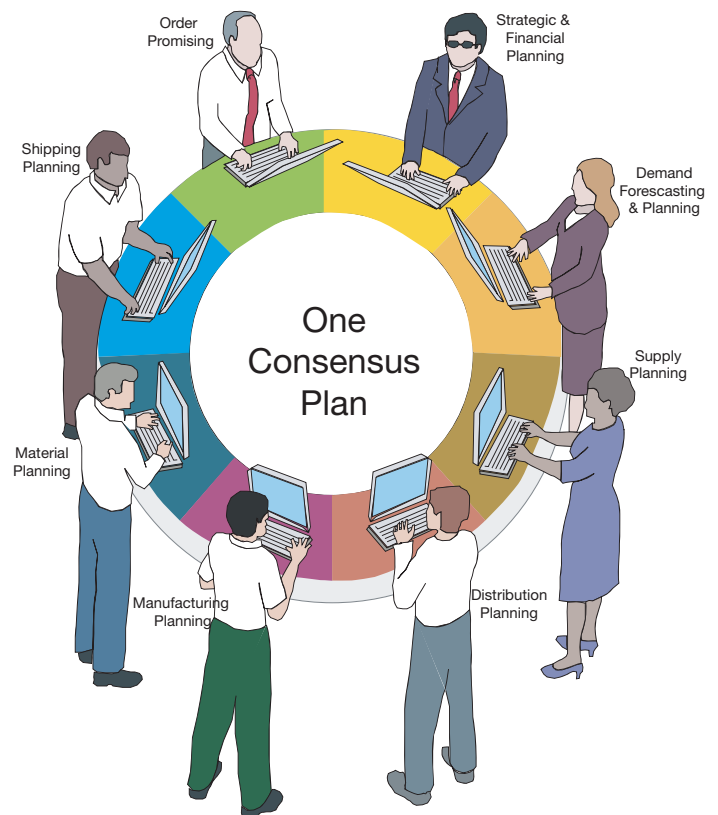 Order
Promising
Strategic &
Financial
Planning
Shipping
Planning
Demand
Forescasting
& Planning
One
Consensus
Plan
Supply
Planning
Material
Planning
Manufacturing
Planning
Distribution
Planning